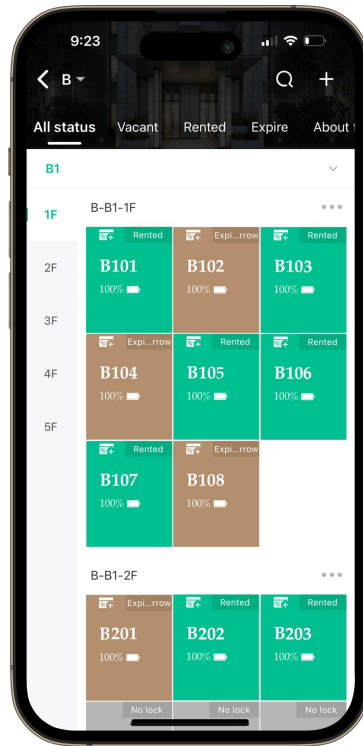 9:23
B
All status Vacant Rented Expire About
B1
1F
2F
3F
4F
5F
B-B1-1F
Rented Expi...rrow Rented
B101 B102 B103
100% 100% 100%
Expi...rrow Rented Rented
B104 B105 B106
100% 100% 100%
Rented Expi...rrow
B107 B108
100% 100%
B-B1-2F
Expi...rrow Rented Rented
B201 B202 B203
100% 100% 100%
No lock No lock No lock